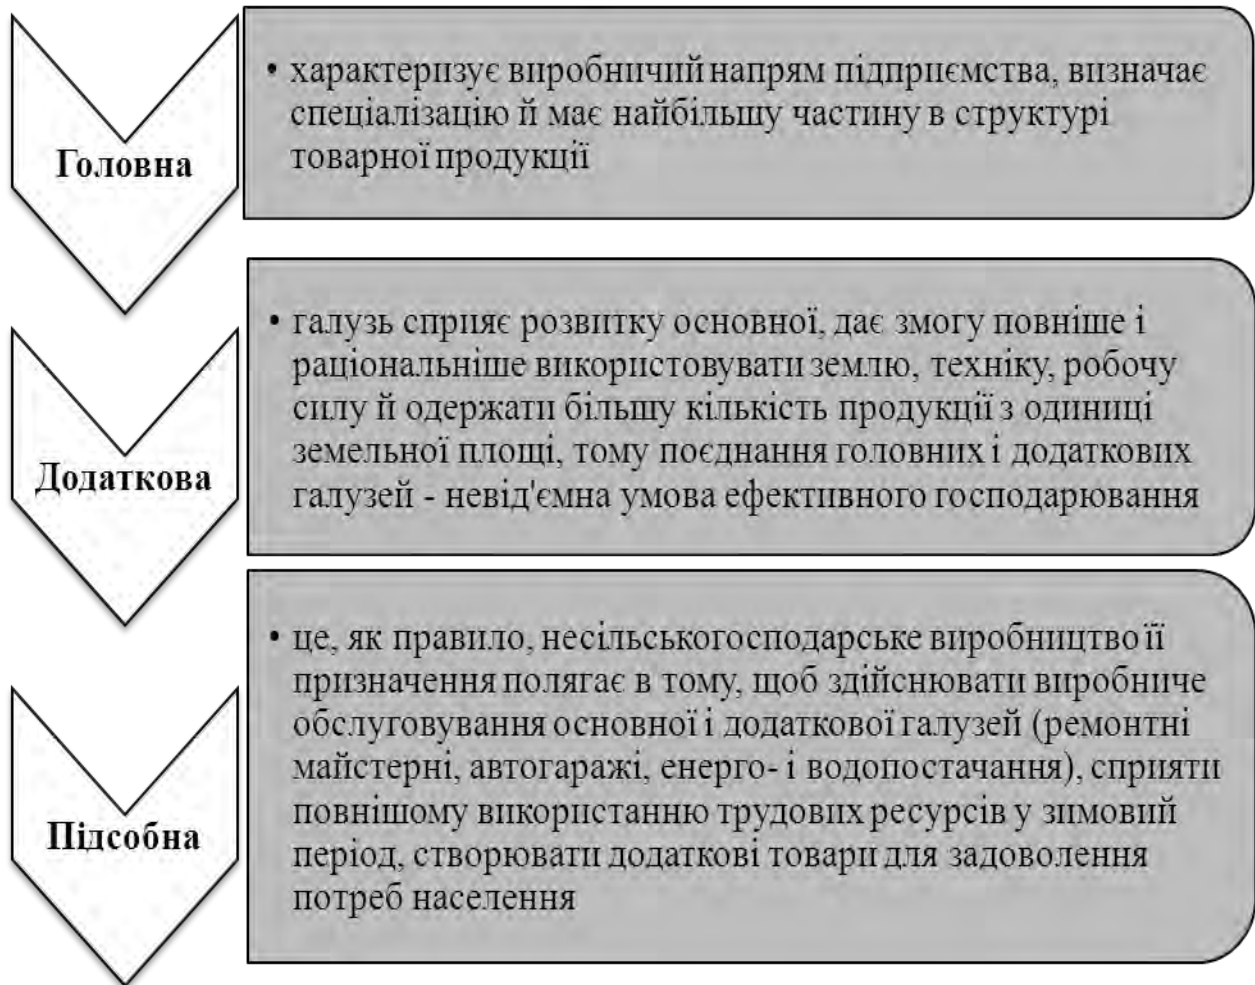 Головна
• характеризує виробничий напрям підприємства, визначає
спеціалізацію й має найбільшу частину в структурі
товарної продукції
Додаткова
• галузь сприяє розвитку основної, дає змогу повніше і
раціональніше використовувати землю, техніку, робочу
силу й одержати більшу кількість продукції з одиниці
земельної площі, тому поєднання головних і додаткових
галузей - невід'ємна умова ефективного господарювання
Підсобна
• це, як правило, несільськогосподарське виробництво її
призначення полягає в тому, щоб здійснювати виробниче
обслуговування основної і додаткової галузей (ремонтні
майстерні, автогаражі, енерго- і водопостачання), сприяти
повнішому використанню трудових ресурсів у зимовий
період, створювати додаткові товари для задоволення
потреб населення